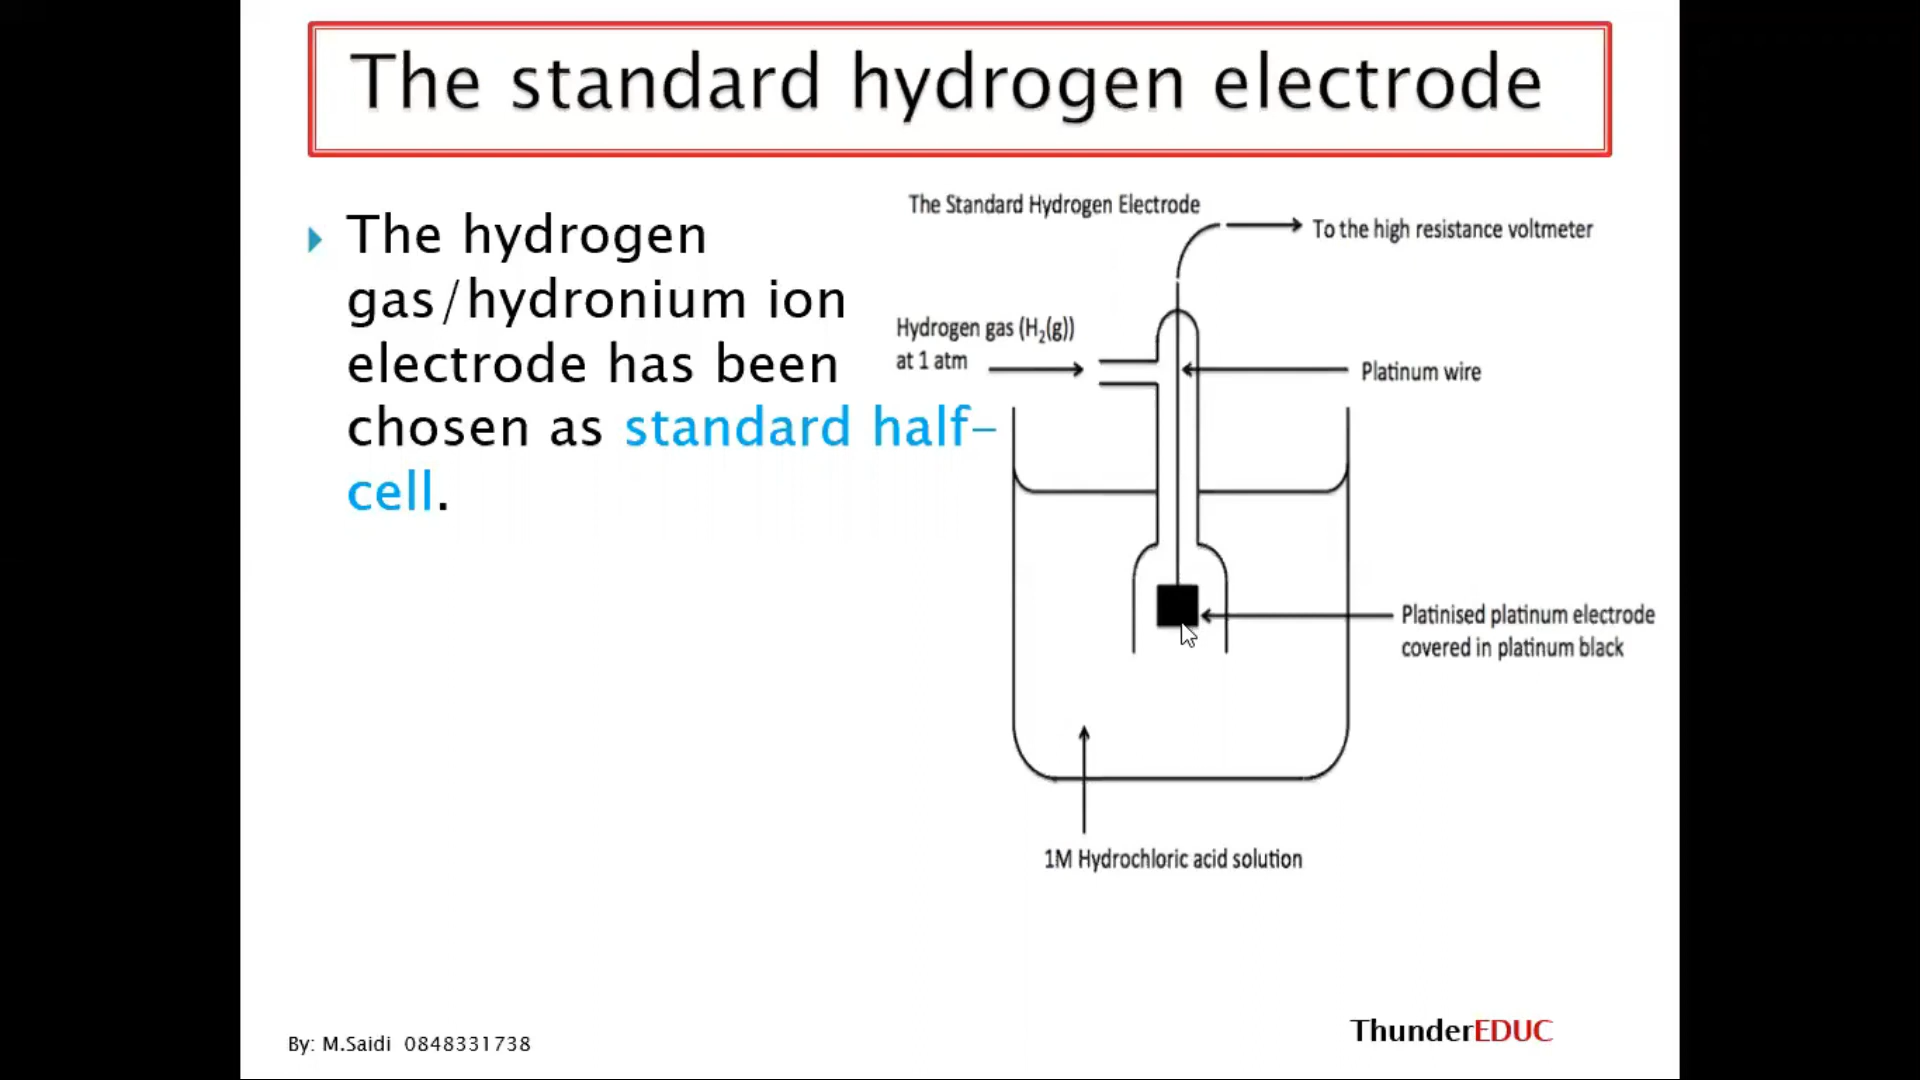 The standard hydrogen electrode
The hydrogen
gas/hydronium ion
electrode has been
chosen as standard half-
cell.
The Standard Hydrogen Electrode
To the high resistance voltmeter
Hydrogen gas (H₂(g))
at 1 atm
Platinum wire
Platinised platinum electrode
covered in platinum black
1M Hydrochloric acid solution
By: M.Saidi 0848331738
ThunderEDUC